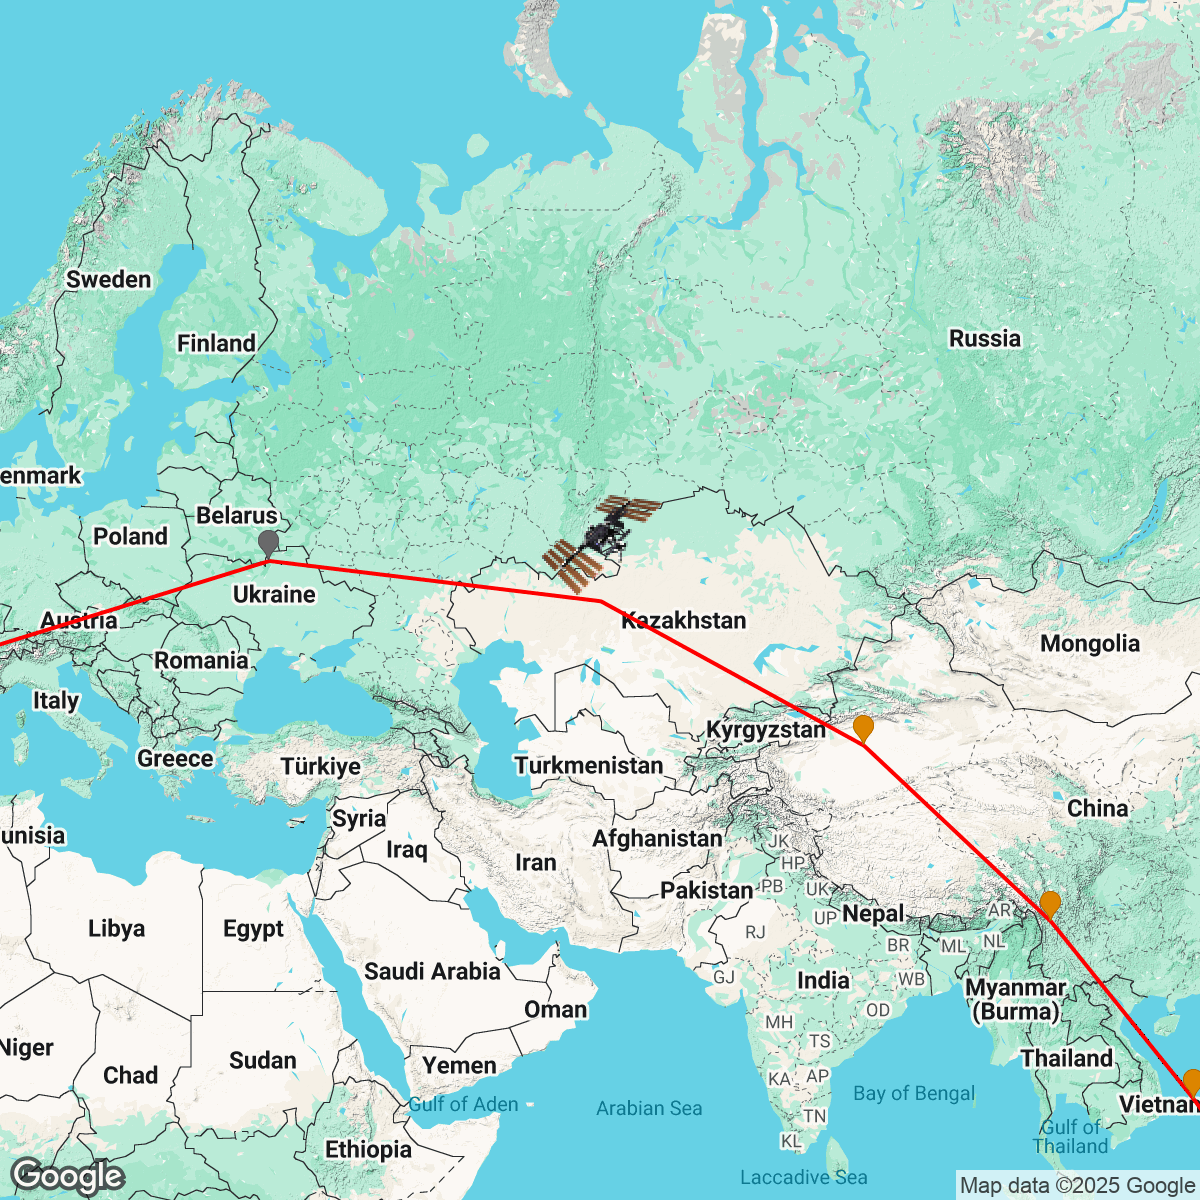 Sweden
Finland
Russia
enmark
Belarus
Poland
Ukraine
Austria
Kazakhstan
Mongolia
Romania
Italy
Kyrgyzstan
Greece
Türkiye
Turkmenistan
China
Syria
unisia
Afghanistan
JK
Iraq
Iran
HP
Pakistan
PB
UK
Nepal
AR
UP
Libya
Egypt
RJ
BR
ML
NL
Saudi Arabia
GJ
India
WB
Myanmar
(Burma)
Oman
OD
MH
TS
Niger
Sudan
Thailand
Chad
Yemen
KA
AP
Bay of Bengal
Gulf of Aden
Arabian Sea
Vietnam
TN
Gulf of
Thailand
KL
Ethiopia
Laccadive Sea
Google
Map data ©2025 Google